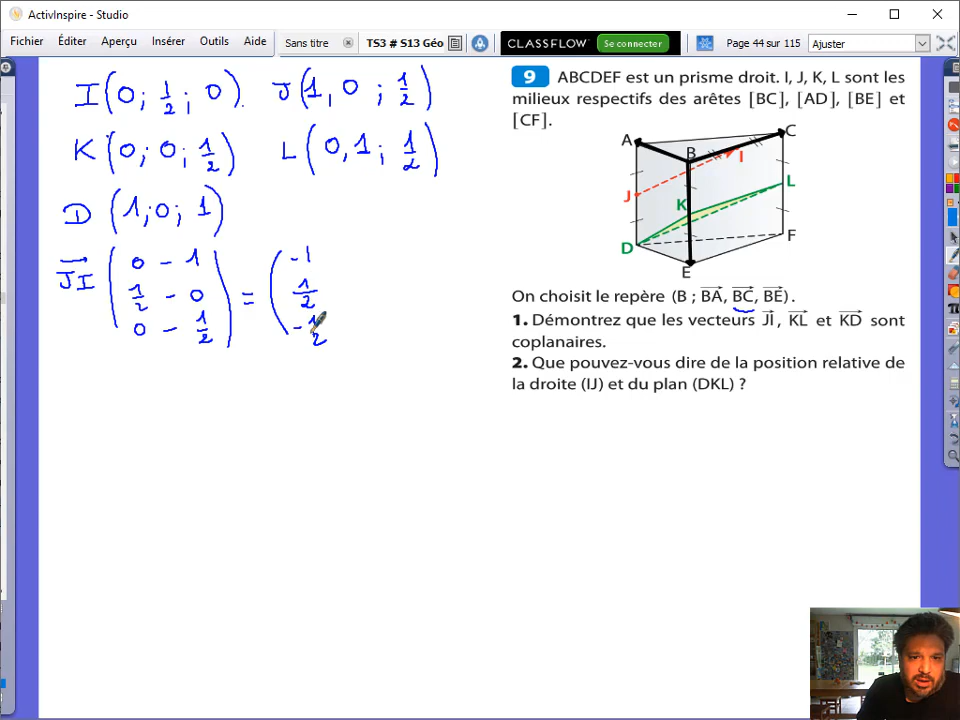 ActivInspire - Studio
Fichier Éditer Aperçu Insérer Outils Aide Sans titre TS3 # S13 Géo CLASSFLOW Se connecter Page 44 sur 115 Ajuster
I (0 ; 1/2 ; 0). J (1, 0 ; 1/2)
K (0 ; 0 ; 1/2) L (0, 1 ; 1/2)
D (1 ; 0 ; 1)
JI (0 - 1
1/2 - 0
0 - 1/2) = (-1
1/2
-1/2
9 ABCDEF est un prisme droit. I, J, K, L sont les
milieux respectifs des arêtes [BC], [AD], [BE] et
[CF].
A
B
C
I
J
K
L
D
E
F
On choisit le repère (B ; BA, BC, BE).
1. Démontrez que les vecteurs JI, KL et KD sont
coplanaires.
2. Que pouvez-vous dire de la position relative de
la droite (IJ) et du plan (DKL) ?